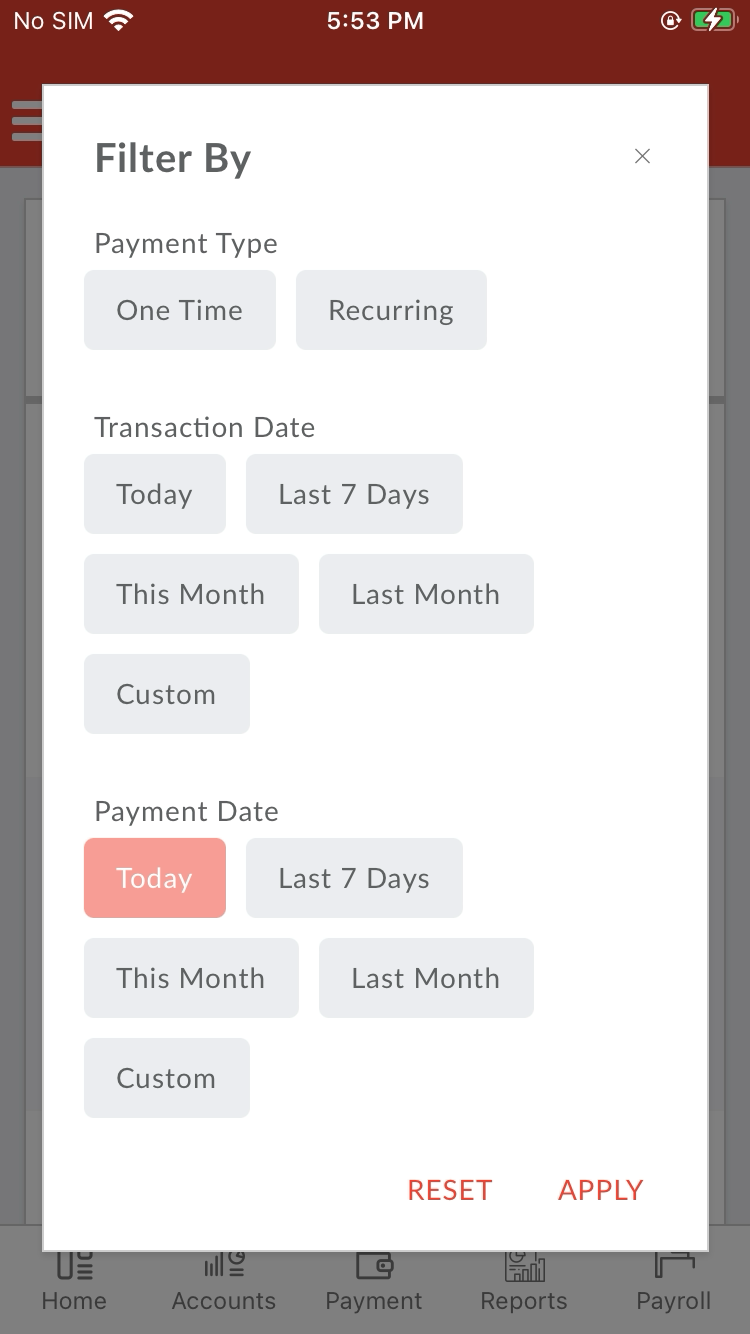 No SIM 5:53 PM
Filter By
Payment Type
One Time Recurring
Transaction Date
Today Last 7 Days
This Month Last Month
Custom
Payment Date
Today Last 7 Days
This Month Last Month
Custom
RESET APPLY
Home Accounts Payment Reports Payroll